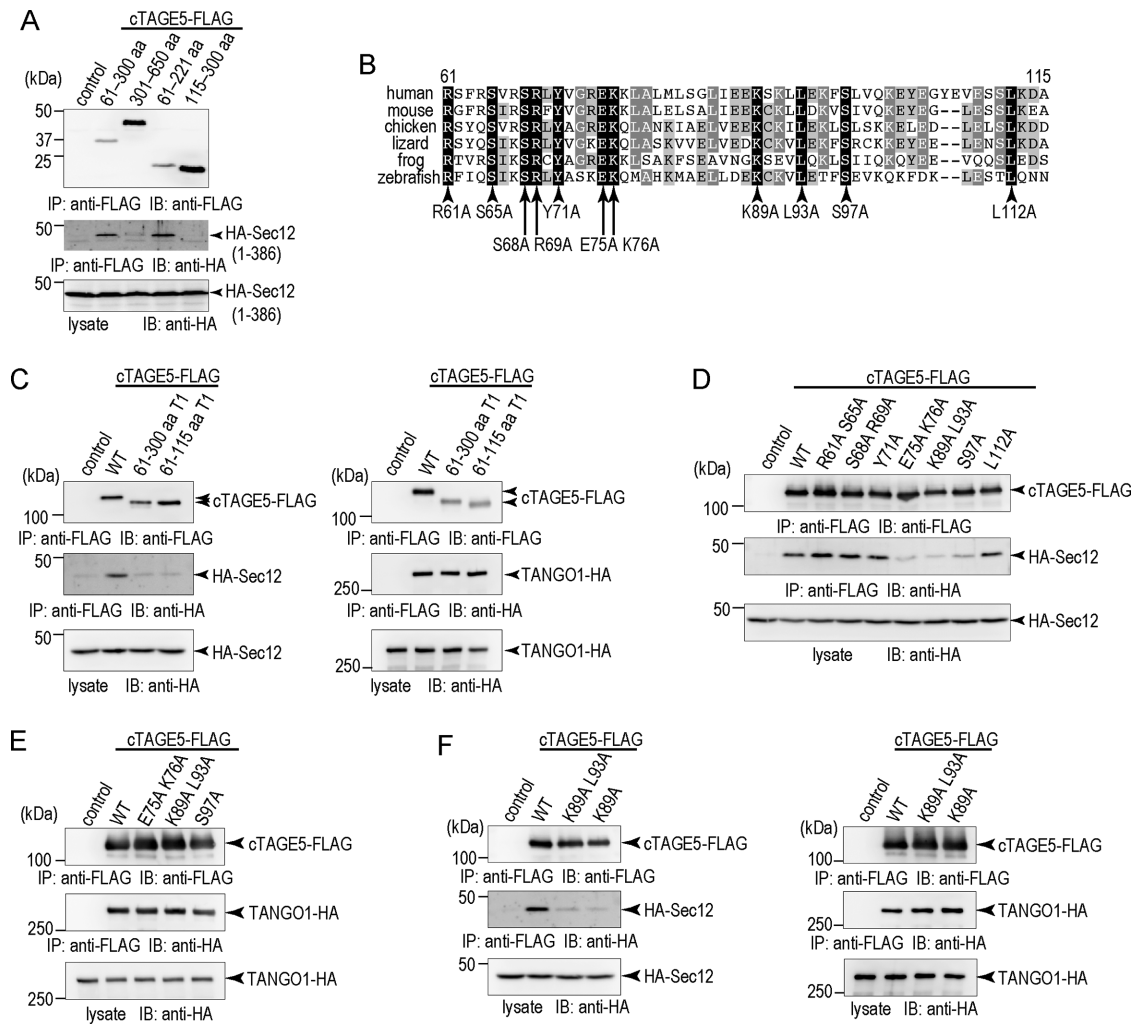 A
cTAGE5-FLAG
control 61–300 aa 301–650 aa 61–221 aa 115–300 aa
(kDa)
50
37
25
IP: anti-FLAG IB: anti-FLAG
50
HA-Sec12
(1-386)
IP: anti-FLAG IB: anti-HA
50
HA-Sec12
(1-386)
lysate IB: anti-HA
B
61 115
human RSFRSVRSRLYVGREKKLALMLSGLIEEKSKLLEKFSLVQKEYEGYEVESSLKDA
mouse RGFRSIRSRFYVGREKKLALELSALIEEKCKLLDKVSIVQKEYEG--LESSLKDA
chicken RSYQSVRSRLYAGREKQLANKIAELVEEKCKILEKLSLSKKELED--LESSLKDD
lizard RSYQSIKSRLYAGREKKLASKVVELVEEKCKILEKLSVCRKEYED--LESSLKDA
frog RTVRSIKSRCYAGREKKLSAKFSEAVNGKSEVLQKLSIIQKQYEE--VQQSLEDS
zebrafish RFIQSIKSRLYASKEKQMAHKMAELLDEKCKVLETFSEVKQKFDK--LESTLQNN
R61A S65A Y71A K89A L93A S97A L112A
S68A R69A E75A K76A
C
cTAGE5-FLAG
control WT 61-300 aa T1 61-115 aa T1
(kDa)
100
cTAGE5-FLAG
IP: anti-FLAG IB: anti-FLAG
50
HA-Sec12
IP: anti-FLAG IB: anti-HA
50
HA-Sec12
lysate IB: anti-HA
cTAGE5-FLAG
control WT 61-300 aa T1 61-115 aa T1
(kDa)
100
cTAGE5-FLAG
IP: anti-FLAG IB: anti-FLAG
250
TANGO1-HA
IP: anti-FLAG IB: anti-HA
250
TANGO1-HA
lysate IB: anti-HA
D
cTAGE5-FLAG
control WT R61A S65A S68A R69A Y71A E75A K76A K89A L93A S97A L112A
(kDa)
100
cTAGE5-FLAG
IP: anti-FLAG IB: anti-FLAG
50
HA-Sec12
IP: anti-FLAG IB: anti-HA
50
HA-Sec12
lysate IB: anti-HA
E
cTAGE5-FLAG
control WT E75A K76A K89A L93A S97A
(kDa)
100
cTAGE5-FLAG
IP: anti-FLAG IB: anti-FLAG
250
TANGO1-HA
IP: anti-FLAG IB: anti-HA
250
TANGO1-HA
lysate IB: anti-HA
F
cTAGE5-FLAG
control WT K89A L93A K89A
(kDa)
100
cTAGE5-FLAG
IP: anti-FLAG IB: anti-FLAG
50
HA-Sec12
IP: anti-FLAG IB: anti-HA
50
HA-Sec12
lysate IB: anti-HA
cTAGE5-FLAG
control WT K89A L93A K89A
(kDa)
100
cTAGE5-FLAG
IP: anti-FLAG IB: anti-FLAG
250
TANGO1-HA
IP: anti-FLAG IB: anti-HA
250
TANGO1-HA
lysate IB: anti-HA